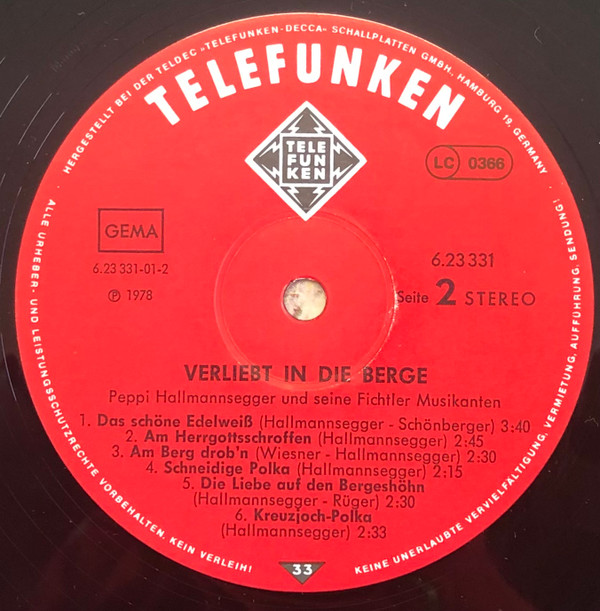 HERGESTELLT BEI DER TELDEC »TELEFUNKEN-DECCA« SCHALLPLATTEN GMBH, HAMBURG 19, GERMANY
TELEFUNKEN
TELE
FUN
KEN
LC 0366
GEMA
6.23 331-01-2
℗ 1978
6.23 331
Seite 2 STEREO
VERLIEBT IN DIE BERGE
Peppi Hallmannsegger und seine Fichtler Musikanten
1. Das schöne Edelweiß (Hallmannsegger - Schönberger) 3:40
2. Am Herrgottsschroffen (Hallmannsegger) 2:45
3. Am Berg drob'n (Wiesner - Hallmannsegger) 2:30
4. Schneidige Polka (Hallmannsegger) 2:15
5. Die Liebe auf den Bergeshöhn
(Hallmannsegger - Rüger) 2:30
6. Kreuzjoch-Polka
(Hallmannsegger) 2:33
33
ALLE URHEBER- UND LEISTUNGSSCHUTZRECHTE VORBEHALTEN. KEIN VERLEIH!
KEINE UNERLAUBTE VERVIELFÄLTIGUNG, VERMIETUNG, AUFFÜHRUNG, SENDUNG!